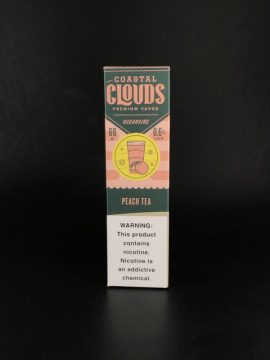 COASTAL
CLOUDS
PREMIUM VAPOR
OCEANSIDE
60
0.6%
PEACH TEA
WARNING:
This product
contains
nicotine.
Nicotine is
an addictive
chemical.